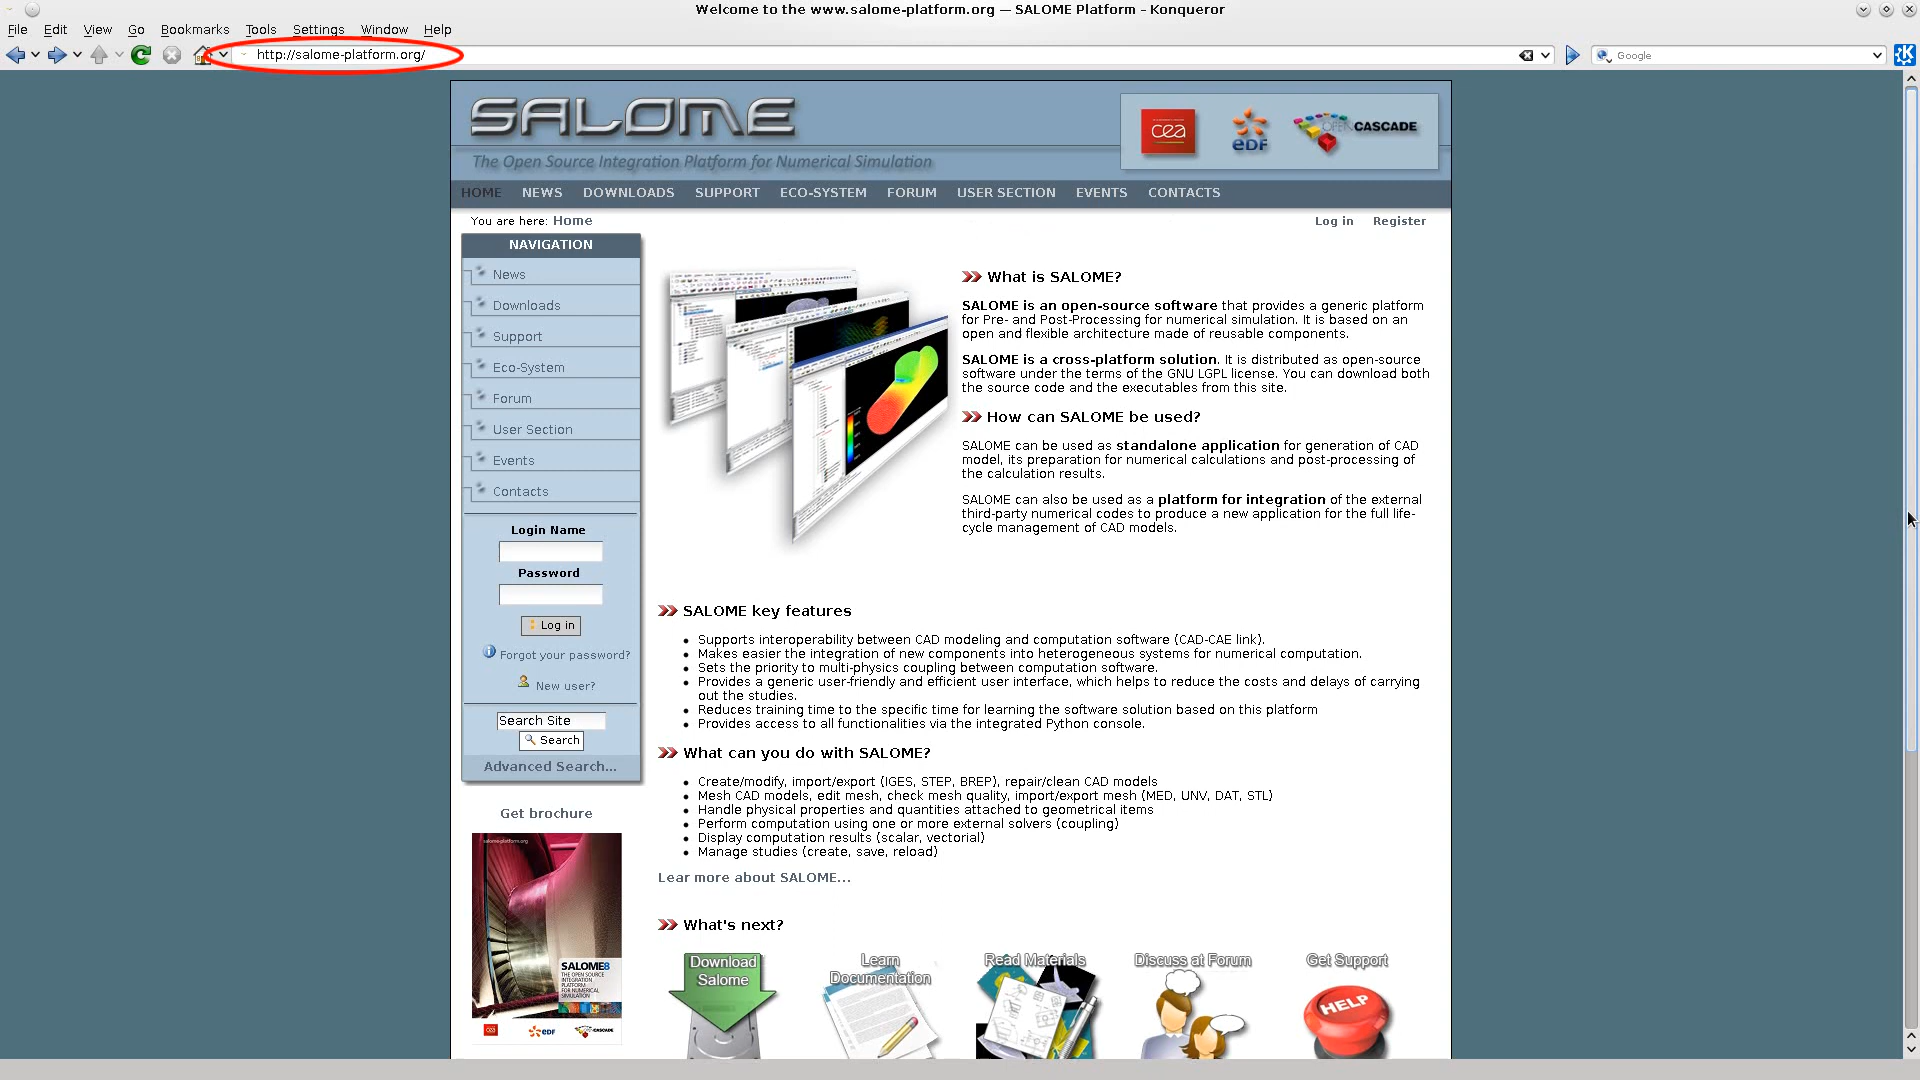 Welcome to the www.salome-platform.org — SALOME Platform - Konqueror
File Edit View Go Bookmarks Tools Settings Window Help
http://salome-platform.org/
Google
SALOME
The Open Source Integration Platform for Numerical Simulation
cea
eDF
OPEN CASCADE
HOME NEWS DOWNLOADS SUPPORT ECO-SYSTEM FORUM USER SECTION EVENTS CONTACTS
You are here: Home
Log in Register
NAVIGATION
News
Downloads
Support
Eco-System
Forum
User Section
Events
Contacts
Login Name
Password
Log in
Forgot your password?
New user?
Search Site
Search
Advanced Search...
Get brochure
salome-platform.org
SALOME8
THE OPEN SOURCE
INTEGRATION
PLATFORM
FOR NUMERICAL
SIMULATION
cea
eDF
CASCADE
What is SALOME?
SALOME is an open-source software that provides a generic platform
for Pre- and Post-Processing for numerical simulation. It is based on an
open and flexible architecture made of reusable components.
SALOME is a cross-platform solution. It is distributed as open-source
software under the terms of the GNU LGPL license. You can download both
the source code and the executables from this site.
How can SALOME be used?
SALOME can be used as standalone application for generation of CAD
model, its preparation for numerical calculations and post-processing of
the calculation results.
SALOME can also be used as a platform for integration of the external
third-party numerical codes to produce a new application for the full life-
cycle management of CAD models.
SALOME key features
Supports interoperability between CAD modeling and computation software (CAD-CAE link).
Makes easier the integration of new components into heterogeneous systems for numerical computation.
Sets the priority to multi-physics coupling between computation software.
Provides a generic user-friendly and efficient user interface, which helps to reduce the costs and delays of carrying
out the studies.
Reduces training time to the specific time for learning the software solution based on this platform
Provides access to all functionalities via the integrated Python console.
What can you do with SALOME?
Create/modify, import/export (IGES, STEP, BREP), repair/clean CAD models
Mesh CAD models, edit mesh, check mesh quality, import/export mesh (MED, UNV, DAT, STL)
Handle physical properties and quantities attached to geometrical items
Perform computation using one or more external solvers (coupling)
Display computation results (scalar, vectorial)
Manage studies (create, save, reload)
Lear more about SALOME...
What's next?
Download
Salome
Learn
Documentation
Read Materials
Discuss at Forum
Get Support
HELP